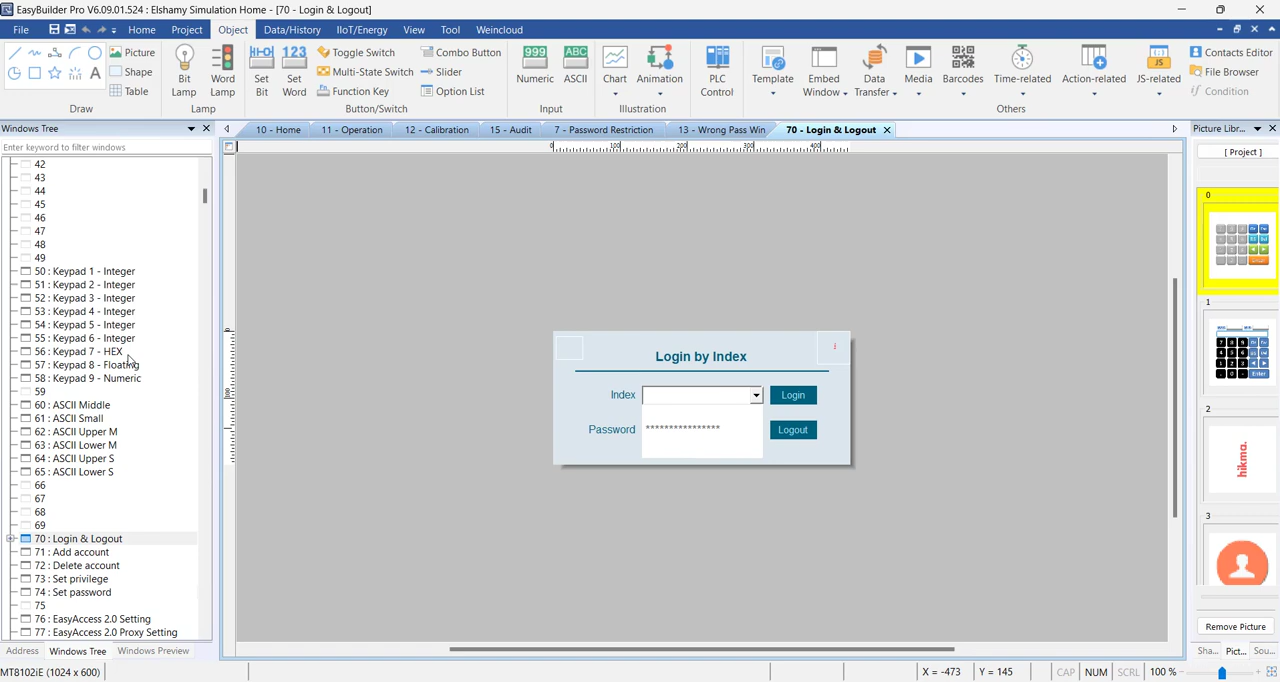 EasyBuilder Pro V6.09.01.524 : Elshamy Simulation Home - [70 - Login & Logout]
File Home Project Object Data/History IIoT/Energy View Tool Weincloud
Picture Shape Table
Draw
Bit Lamp Word Lamp
Lamp
Set Bit Set Word
Toggle Switch Combo Button
Multi-State Switch Slider
Function Key Option List
Button/Switch
Numeric ASCII
Input
Chart Animation
Illustration
PLC Control
Template Embed Window Data Transfer Media Barcodes Time-related Action-related JS-related
Contacts Editor
File Browser
Condition
Others
Windows Tree
10 - Home 11 - Operation 12 - Calibration 15 - Audit 7 - Password Restriction 13 - Wrong Pass Win 70 - Login & Logout
Picture Libr...
Enter keyword to filter windows
[ Project ]
0 100 200 300 400
42
43
44
45
46
47
48
49
50 : Keypad 1 - Integer
51 : Keypad 2 - Integer
52 : Keypad 3 - Integer
53 : Keypad 4 - Integer
54 : Keypad 5 - Integer
55 : Keypad 6 - Integer
56 : Keypad 7 - HEX
57 : Keypad 8 - Floating
58 : Keypad 9 - Numeric
59
60 : ASCII Middle
61 : ASCII Small
62 : ASCII Upper M
63 : ASCII Lower M
64 : ASCII Upper S
65 : ASCII Lower S
66
67
68
69
70 : Login & Logout
71 : Add account
72 : Delete account
73 : Set privilege
74 : Set password
75
76 : EasyAccess 2.0 Setting
77 : EasyAccess 2.0 Proxy Setting
Login by Index
Index Login
Password **************** Logout
0
1
2
hikma.
3
Remove Picture
Address Windows Tree Windows Preview
Sha... Pict... Sou...
MT8102iE (1024 x 600) X = -473 Y = 145 CAP NUM SCRL 100 %